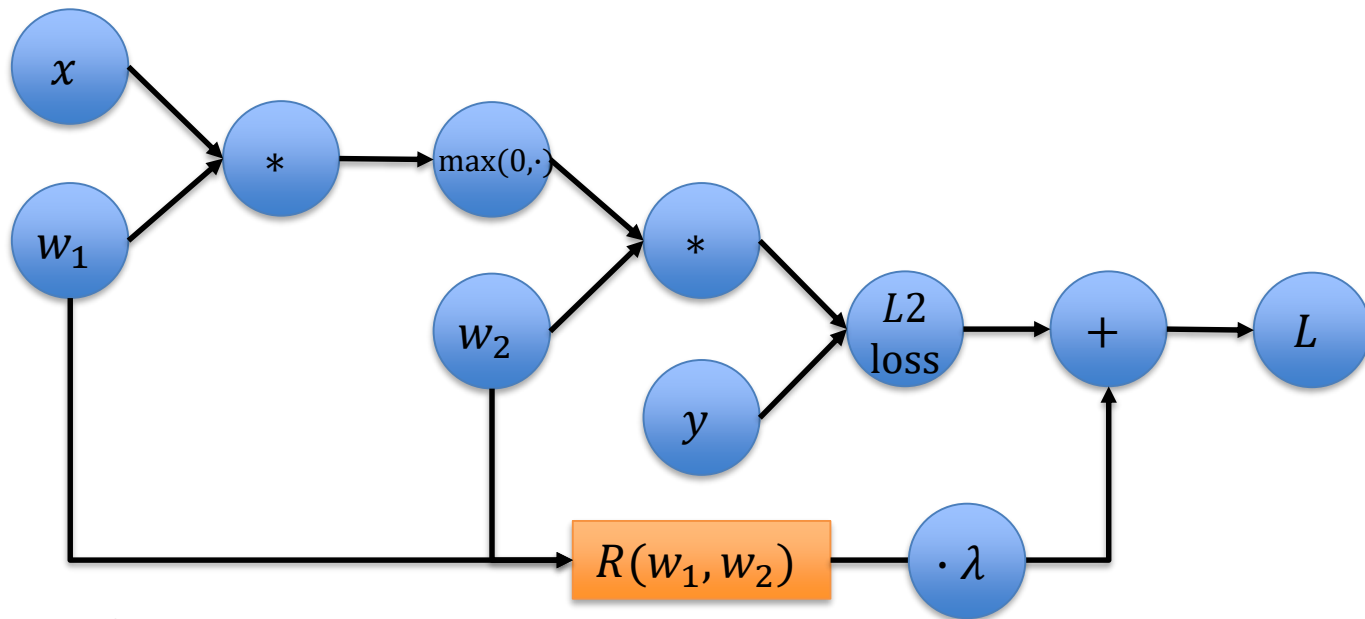 x
*
max(0,·)
w₁
*
w₂
L2
loss
+
L
y
R(w₁, w₂)
· λ